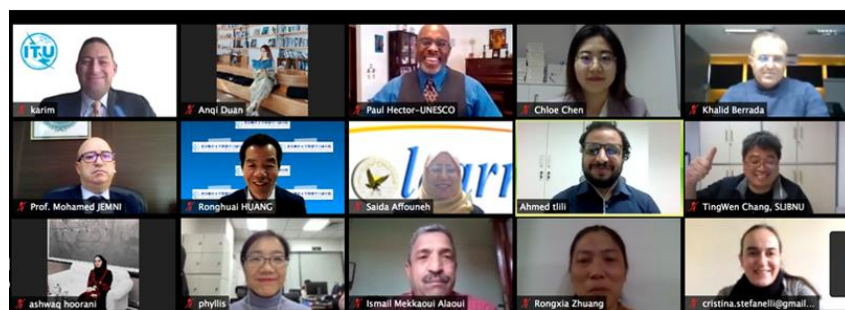 ITU
karim
Anqi Duan
Paul Hector-UNESCO
Chloe Chen
Khalid Berrada
Prof. Mohamed JEMNI
Ronghuai HUANG
learn
Saida Affouneh
Ahmed tlili
TingWen Chang, SLIBNU
ashwaq hoorani
phyllis
Ismail Mekkaoui Alaoui
Rongxia Zhuang
cristina.stefanelli@gmail...